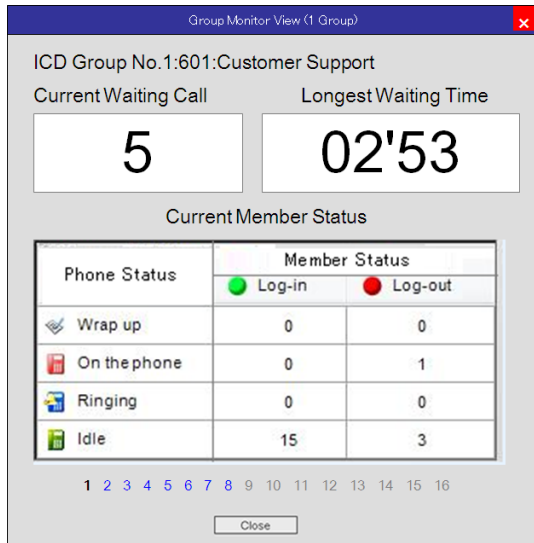 Group Monitor View (1 Group)
×
ICD Group No.1:601:Customer Support
Current Waiting Call Longest Waiting Time
5 02'53
Current Member Status
Phone Status Member Status
Log-in Log-out
Wrap up 0 0
On the phone 0 1
Ringing 0 0
Idle 15 3
1 2 3 4 5 6 7 8 9 10 11 12 13 14 15 16
Close